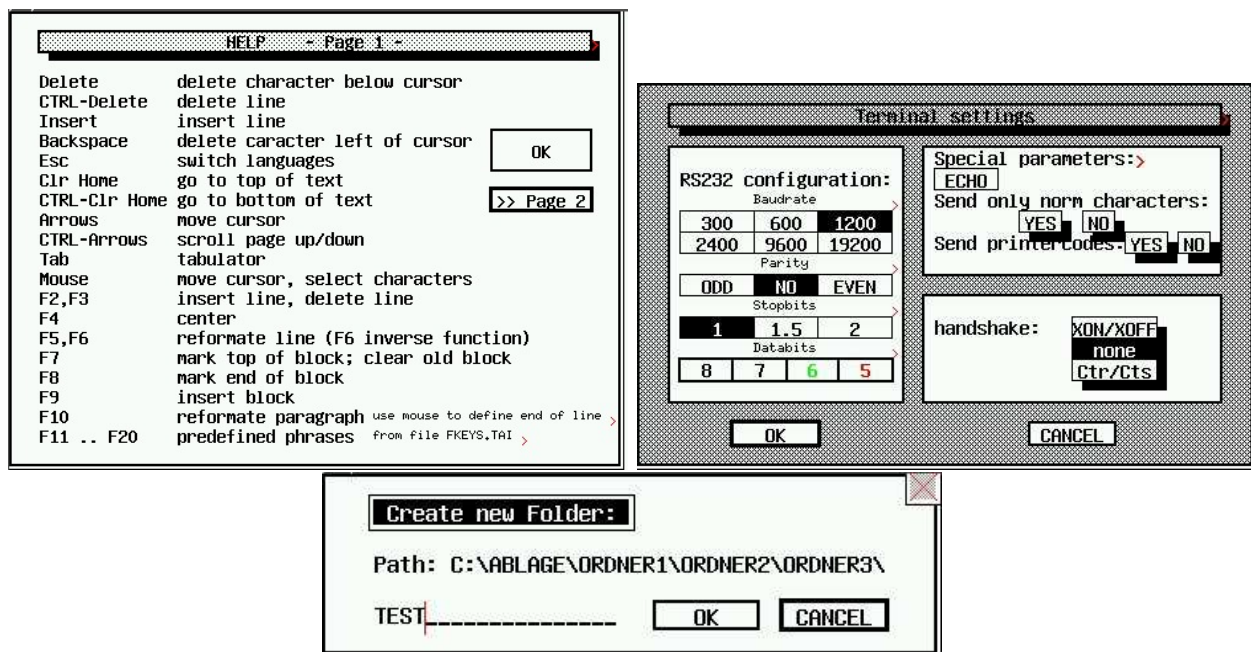 HELP - Page 1 -
Delete delete character below cursor
CTRL-Delete delete line
Insert insert line
Backspace delete caracter left of cursor
Esc switch languages
OK
Clr Home go to top of text
CTRL-Clr Home go to bottom of text
>> Page 2
Arrows move cursor
CTRL-Arrows scroll page up/down
Tab tabulator
Mouse move cursor, select characters
F2,F3 insert line, delete line
F4 center
F5,F6 reformate line (F6 inverse function)
F7 mark top of block; clear old block
F8 mark end of block
F9 insert block
F10 reformate paragraph use mouse to define end of line
F11 .. F20 predefined phrases from file FKEYS.TAI
Terminal settings
RS232 configuration:
Baudrate
300 600 1200
2400 9600 19200
Parity
ODD NO EVEN
Stopbits
1 1.5 2
Databits
8 7 6 5
Special parameters:
ECHO
Send only norm characters:
YES NO
Send printercodes: YES NO
handshake: XON/XOFF
none
Ctr/Cts
OK CANCEL
Create new Folder:
Path: C:\ABLAGE\ORDNER1\ORDNER2\ORDNER3\
TEST_______________ OK CANCEL